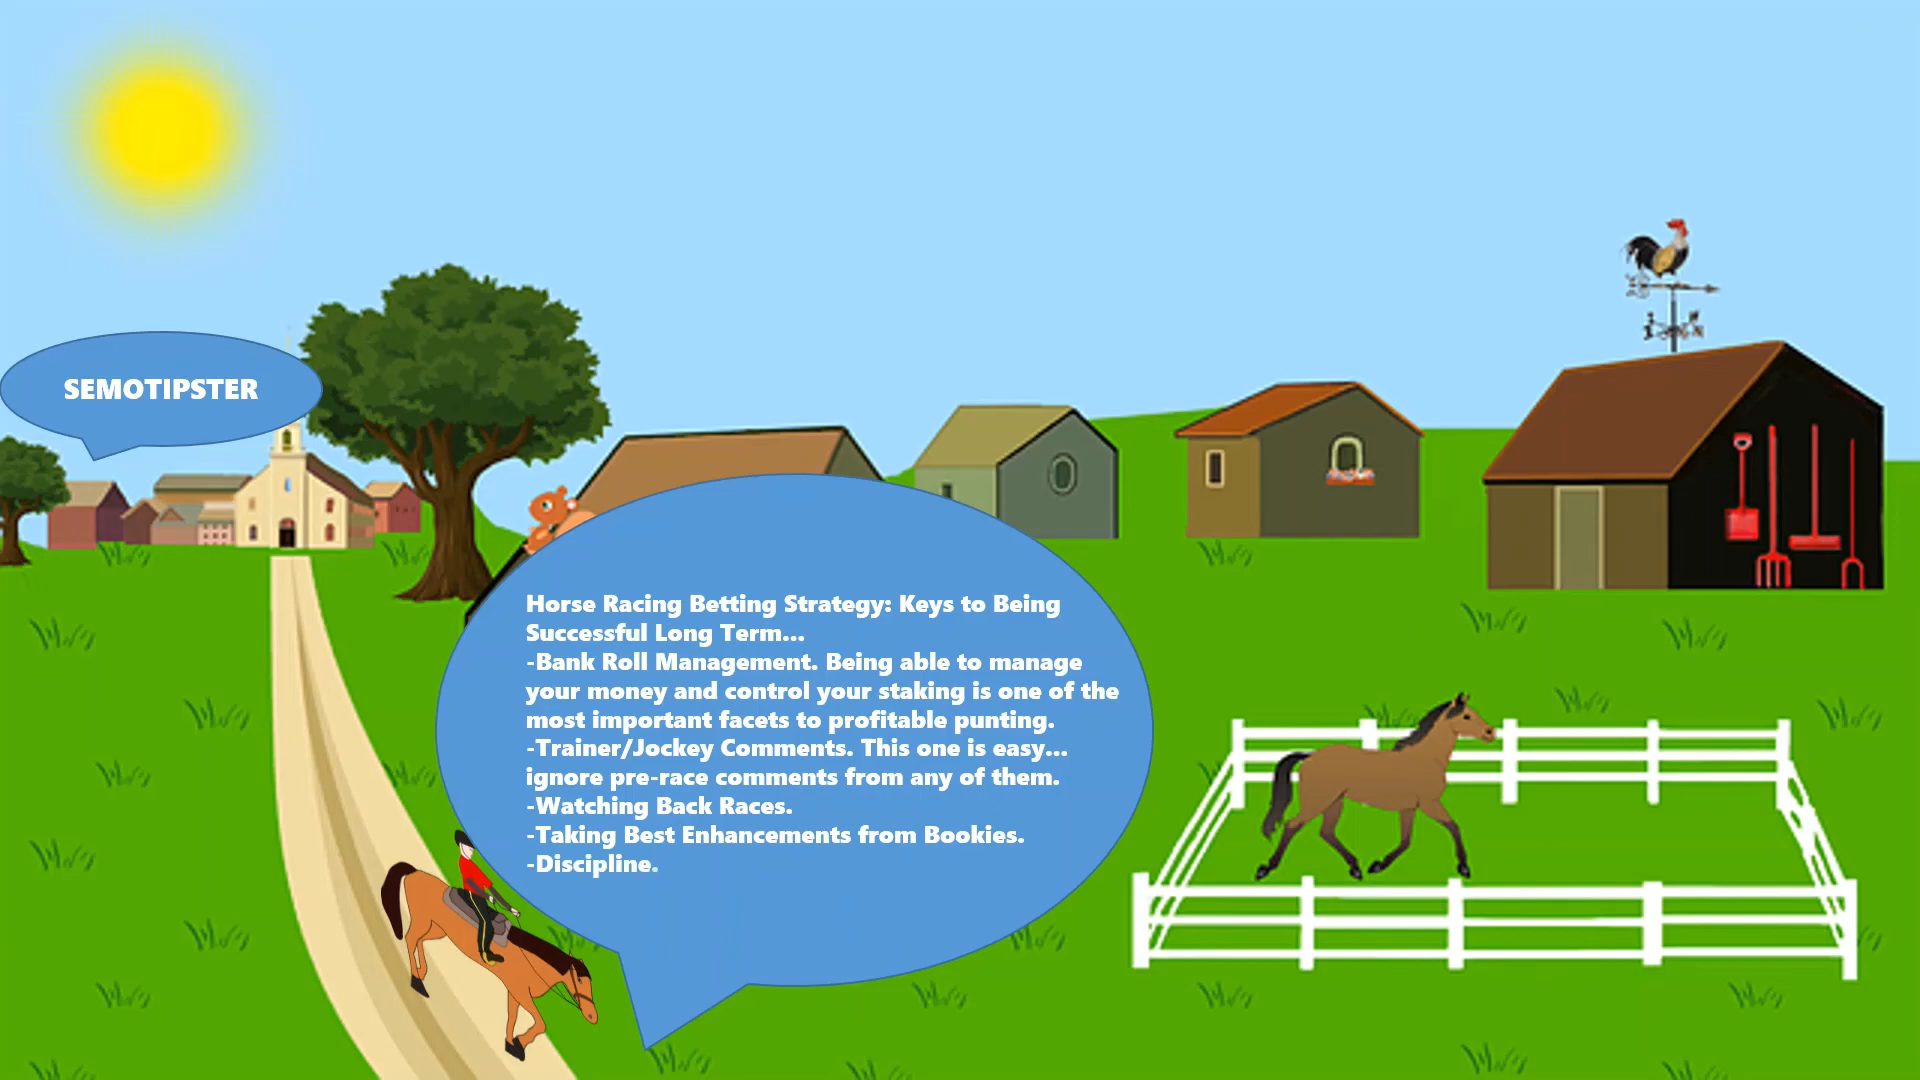 SEMOTIPSTER
Horse Racing Betting Strategy: Keys to Being
Successful Long Term...
-Bank Roll Management. Being able to manage
your money and control your staking is one of the
most important facets to profitable punting.
-Trainer/Jockey Comments. This one is easy...
ignore pre-race comments from any of them.
-Watching Back Races.
-Taking Best Enhancements from Bookies.
-Discipline.